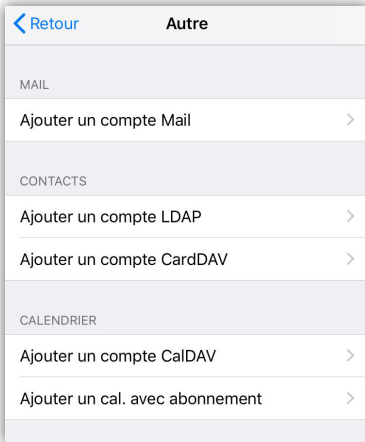 Retour
Autre
MAIL
Ajouter un compte Mail
CONTACTS
Ajouter un compte LDAP
Ajouter un compte CardDAV
CALENDRIER
Ajouter un compte CalDAV
Ajouter un cal. avec abonnement